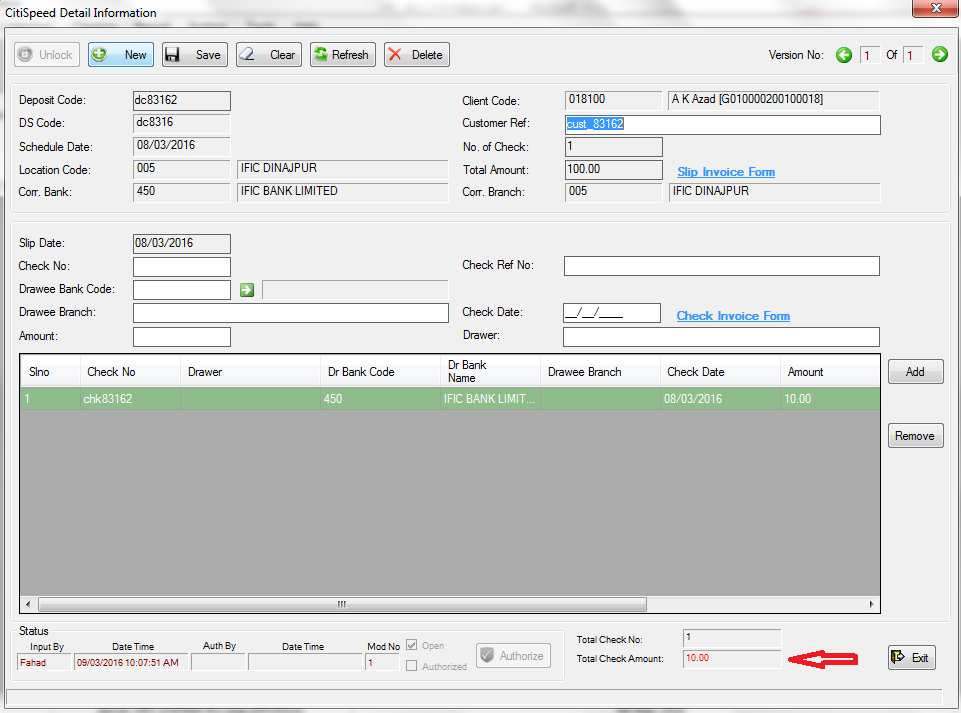 CitiSpeed Detail Information
Unlock New Save Clear Refresh Delete Version No: 1 Of 1
Deposit Code: dc83162 Client Code: 018100 A K Azad [G010000200100018]
DS Code: dc8316 Customer Ref: cust_83162
Schedule Date: 08/03/2016 No. of Check: 1
Location Code: 005 IFIC DINAJPUR Total Amount: 100.00 Slip Invoice Form
Corr. Bank: 450 IFIC BANK LIMITED Corr. Branch: 005 IFIC DINAJPUR
Slip Date: 08/03/2016
Check No: Check Ref No:
Drawee Bank Code:
Drawee Branch: Check Date: __/__/____ Check Invoice Form
Amount: Drawer:
Slno Check No Drawer Dr Bank Code Dr Bank Name Drawee Branch Check Date Amount Add
1 chk83162 450 IFIC BANK LIMIT... 08/03/2016 10.00
Remove
Status
Input By Date Time Auth By Date Time Mod No Open Total Check No: 1
Fahad 09/03/2016 10:07:51 AM 1 Authorized Authorize Total Check Amount: 10.00 Exit